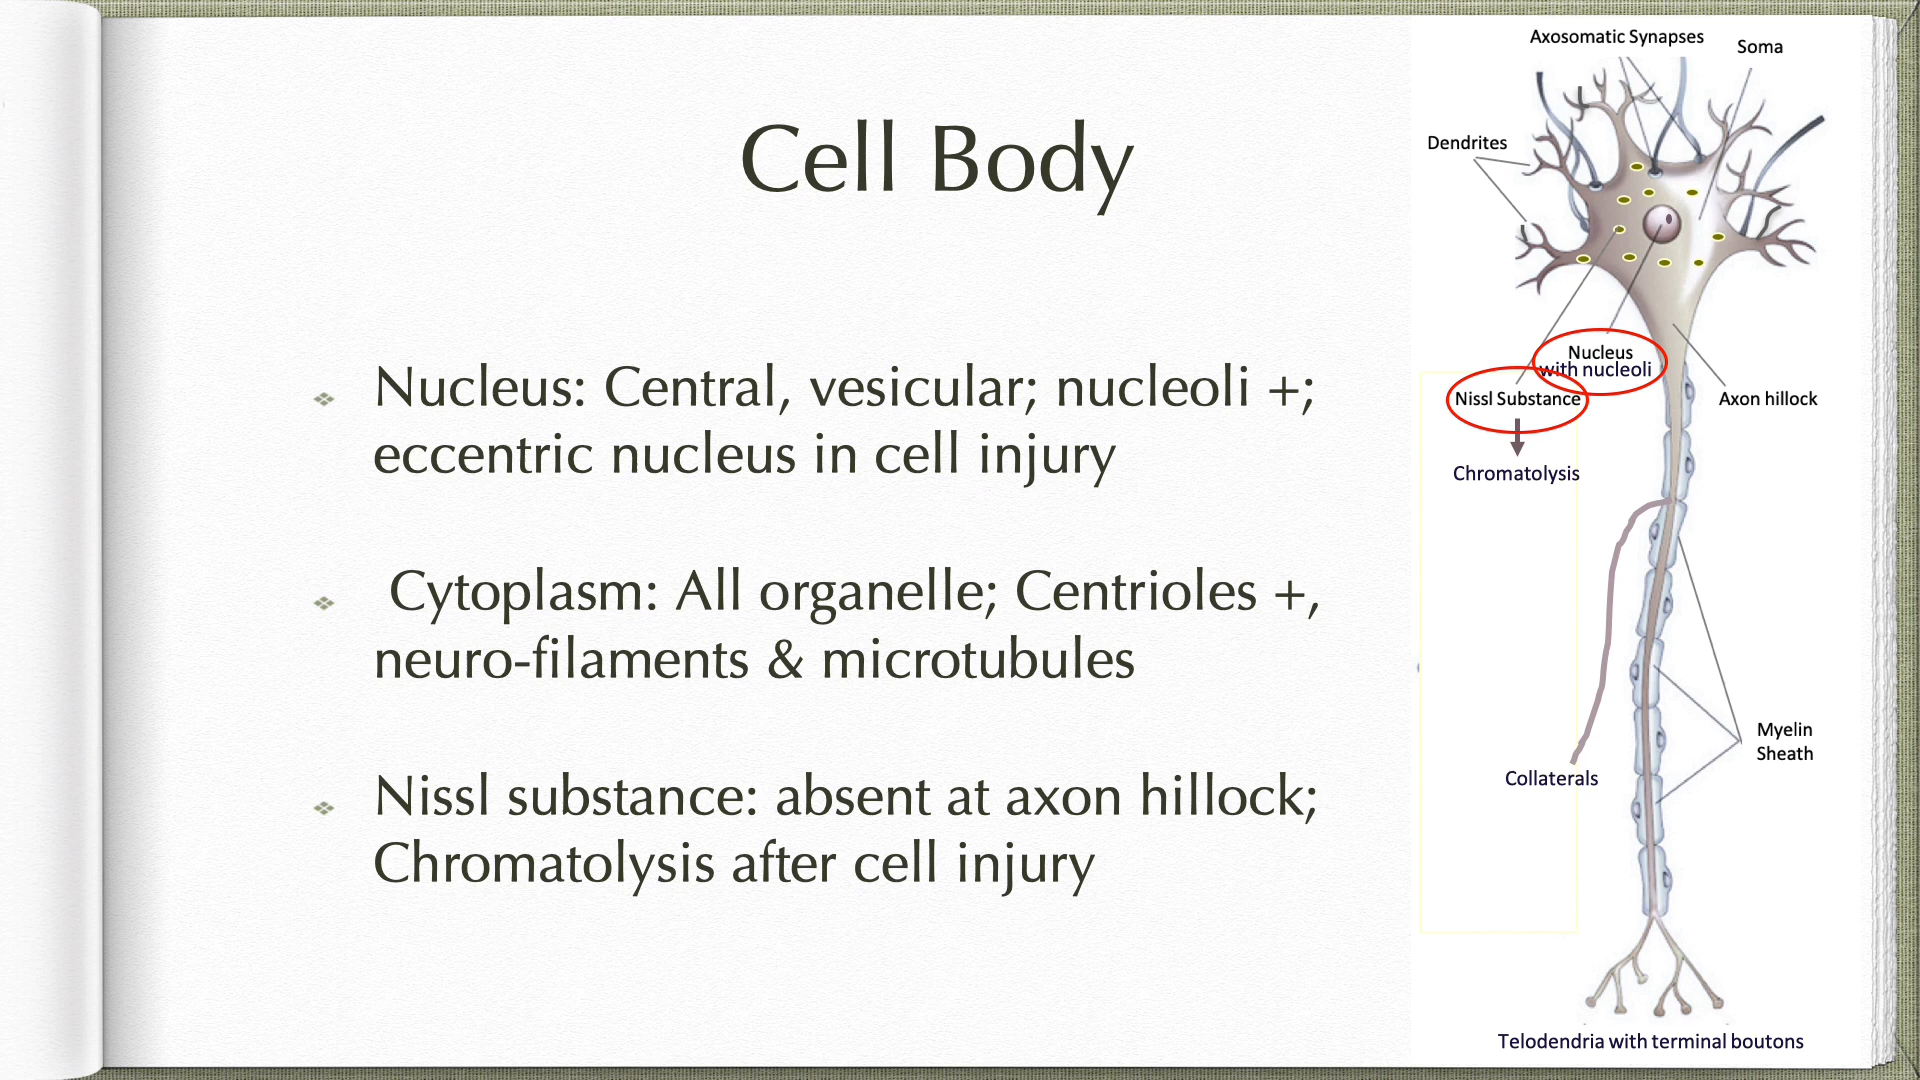 Cell Body
Nucleus: Central, vesicular; nucleoli +;
eccentric nucleus in cell injury
Cytoplasm: All organelle; Centrioles +,
neuro-filaments & microtubules
Nissl substance: absent at axon hillock;
Chromatolysis after cell injury
Axosomatic Synapses
Soma
Dendrites
Nucleus
with nucleoli
Nissl Substance
Axon hillock
Chromatolysis
Myelin
Sheath
Collaterals
Telodendria with terminal boutons